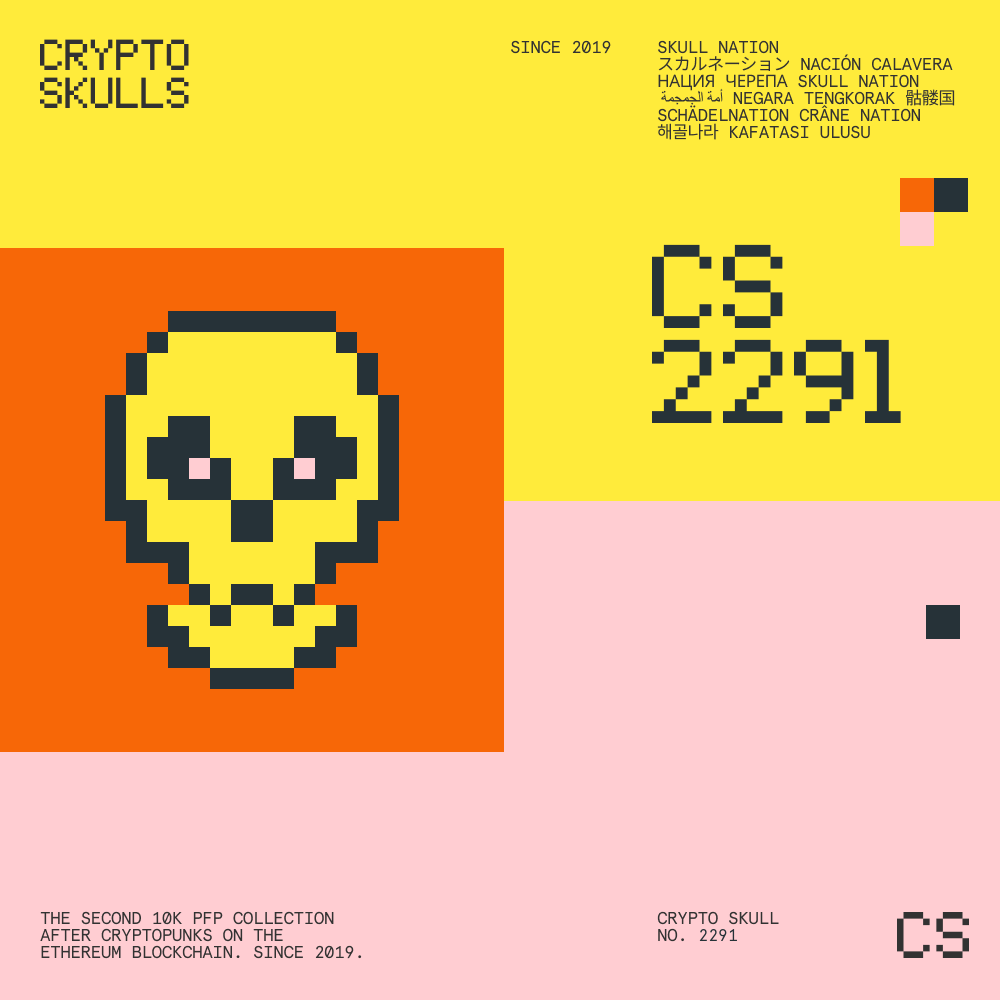 CRYPTO
SKULLS
SINCE 2019
SKULL NATION
スカルネーション NACIÓN CALAVERA
НАЦИЯ ЧЕРЕПА SKULL NATION
أمة الجمجمة NEGARA TENGKORAK 骷髅国
SCHÄDELNATION CRÂNE NATION
해골나라 KAFATASI ULUSU
CS
2291
THE SECOND 10K PFP COLLECTION
AFTER CRYPTOPUNKS ON THE
ETHEREUM BLOCKCHAIN. SINCE 2019.
CRYPTO SKULL
NO. 2291
CS